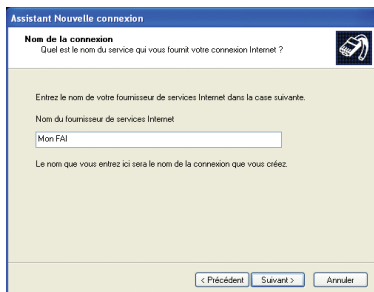 Assistant Nouvelle connexion
Nom de la connexion
Quel est le nom du service qui vous fournit votre connexion Internet ?
Entrez le nom de votre fournisseur de services Internet dans la case suivante.
Nom du fournisseur de services Internet
Mon FAI
Le nom que vous entrez ici sera le nom de la connexion que vous créez.
< Précédent Suivant > Annuler